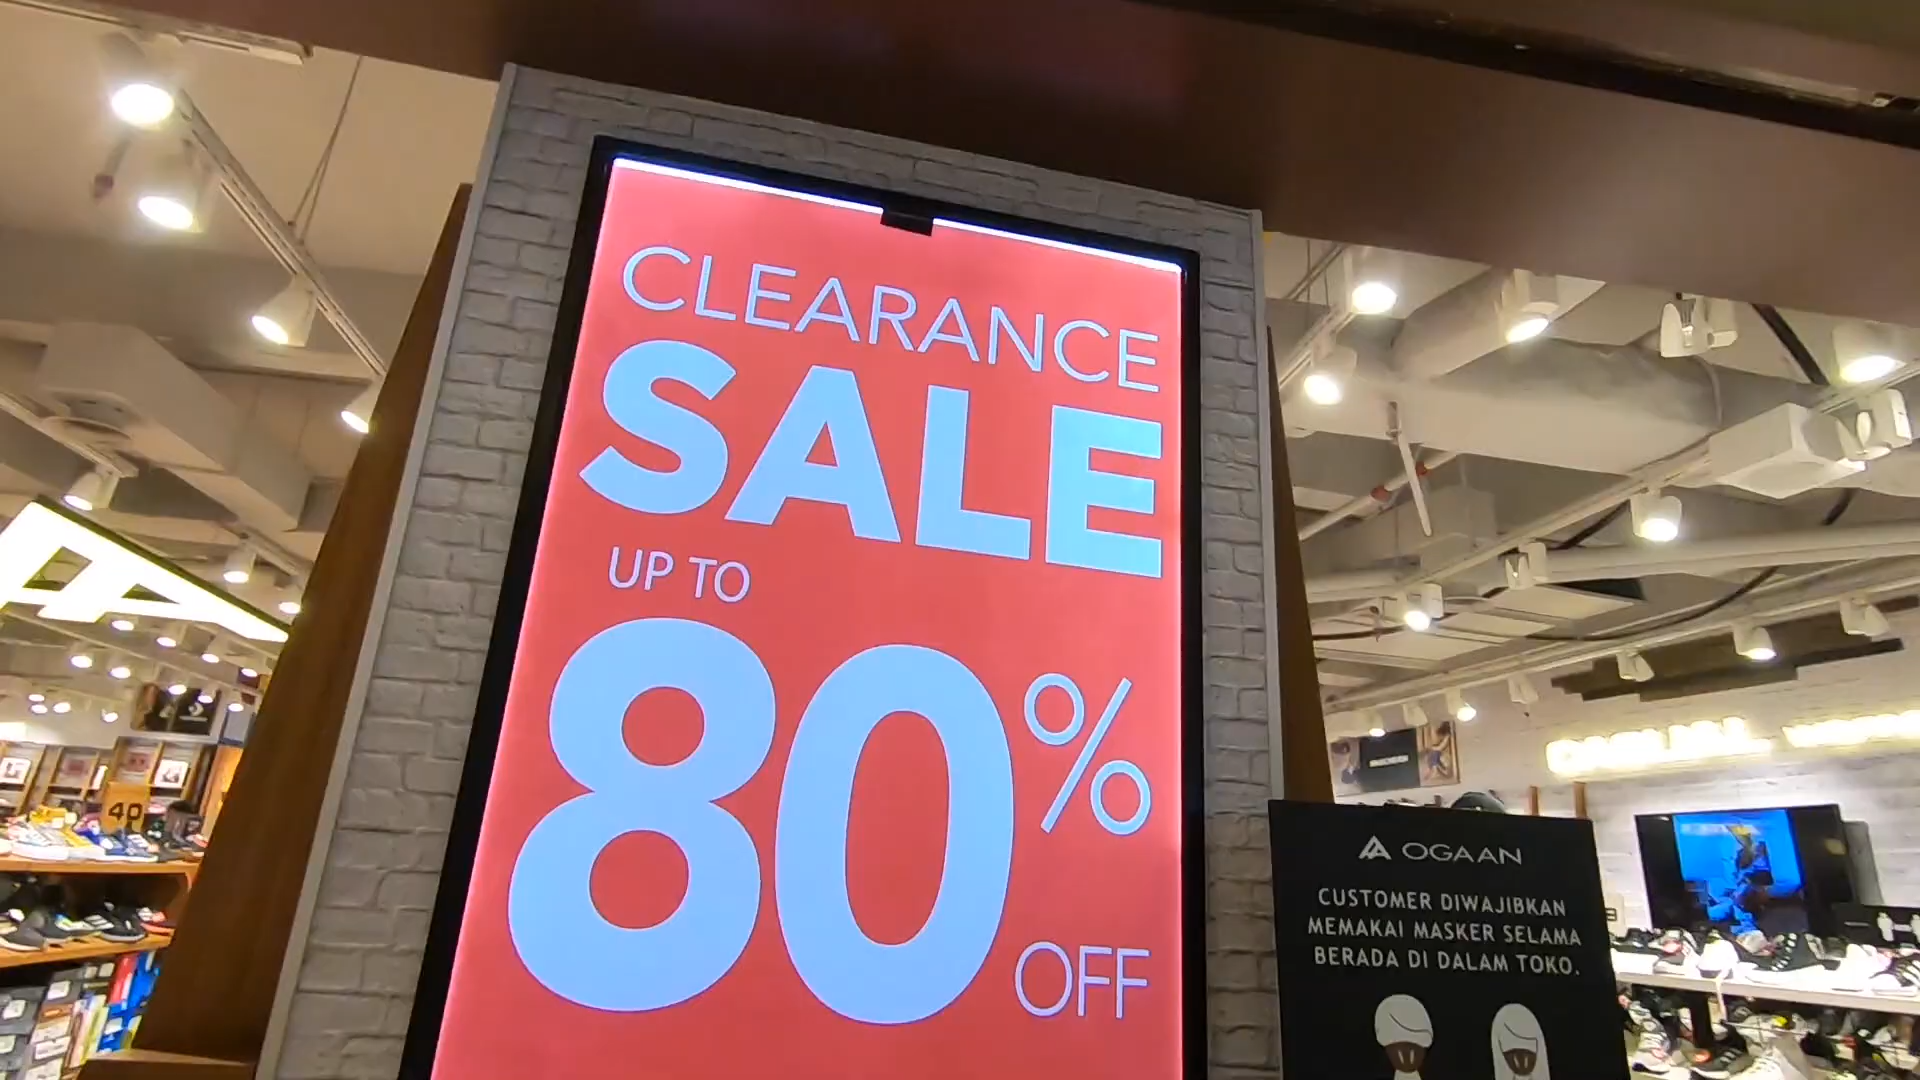 CLEARANCE
SALE
UP TO
80%
OFF
OGAAN
CUSTOMER DIWAJIBKAN
MEMAKAI MASKER SELAMA
BERADA DI DALAM TOKO.
40